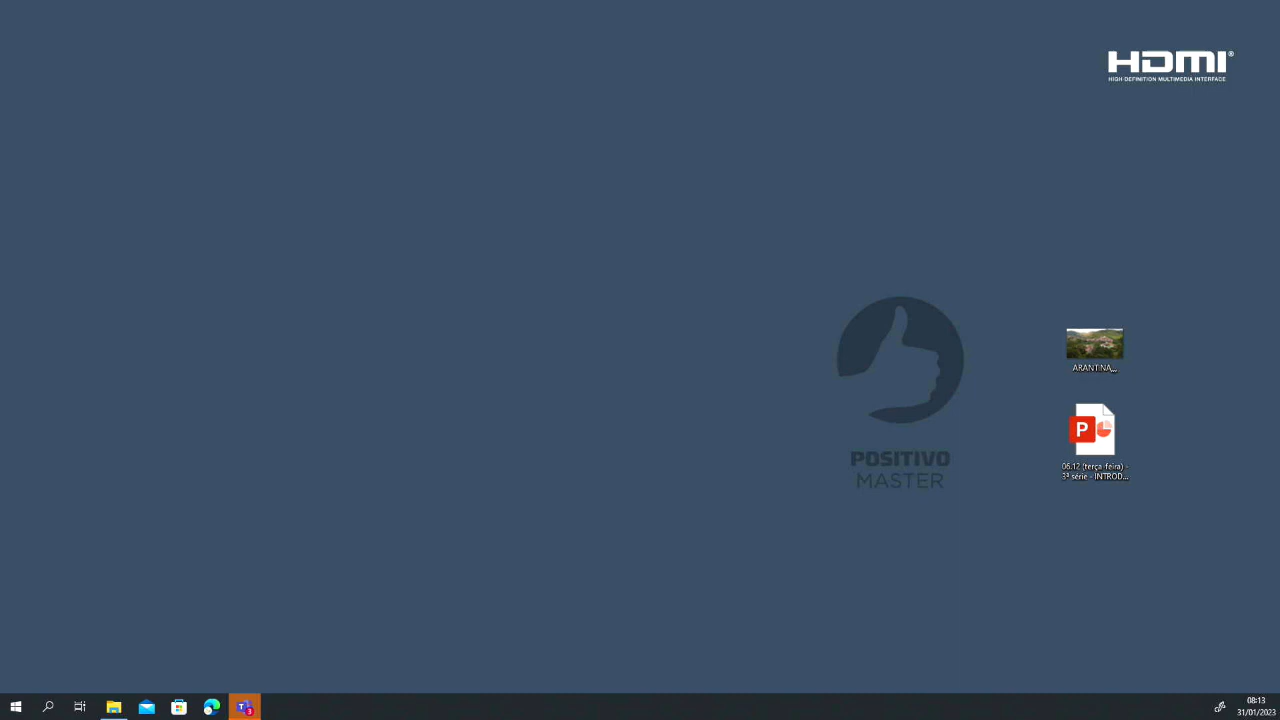 HDMI®
HIGH-DEFINITION MULTIMEDIA INTERFACE
ARANTINA...
POSITIVO
MASTER
P
06.12 (terça-feira) -
3ª série - INTROD...
T
3
08:13
31/01/2023